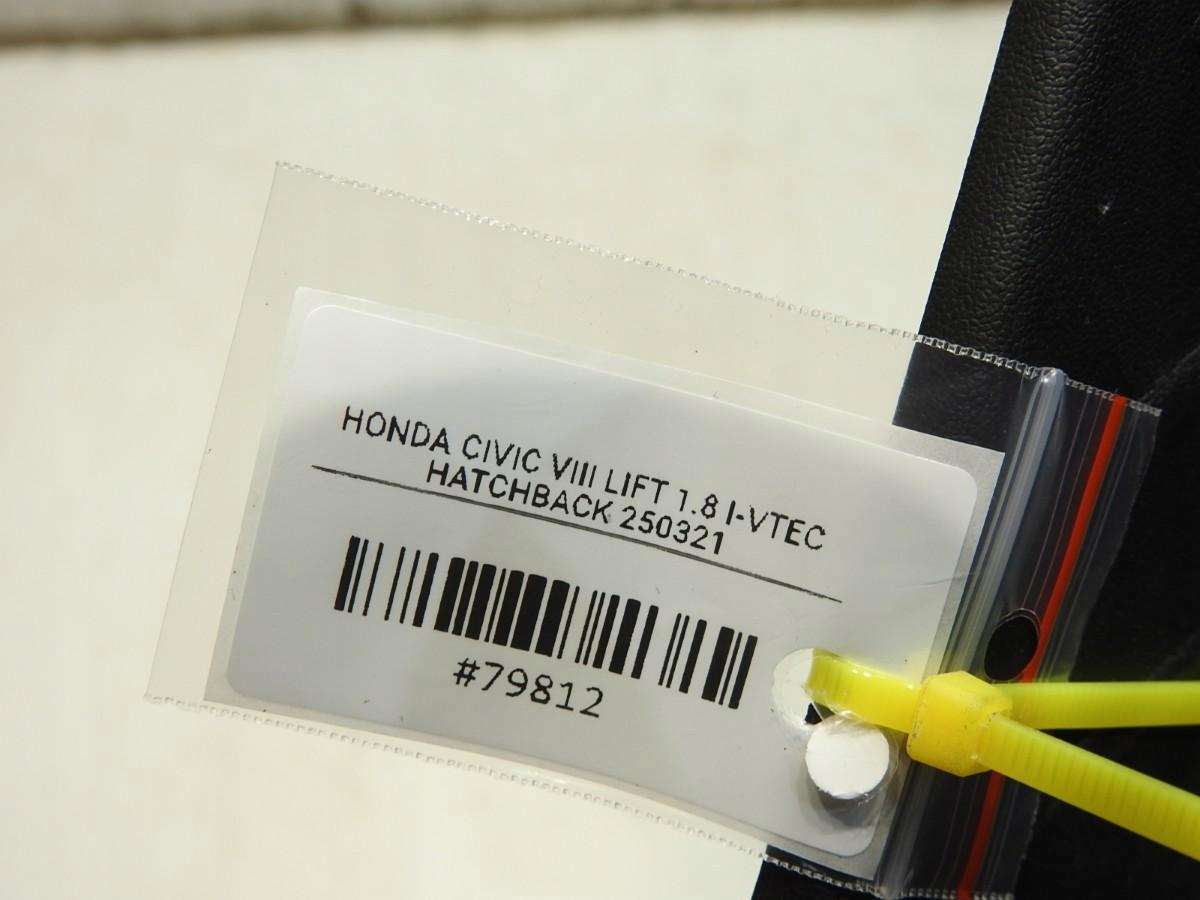 HONDA CIVIC VIII LIFT 1.8 I-VTEC
HATCHBACK 250321
#79812